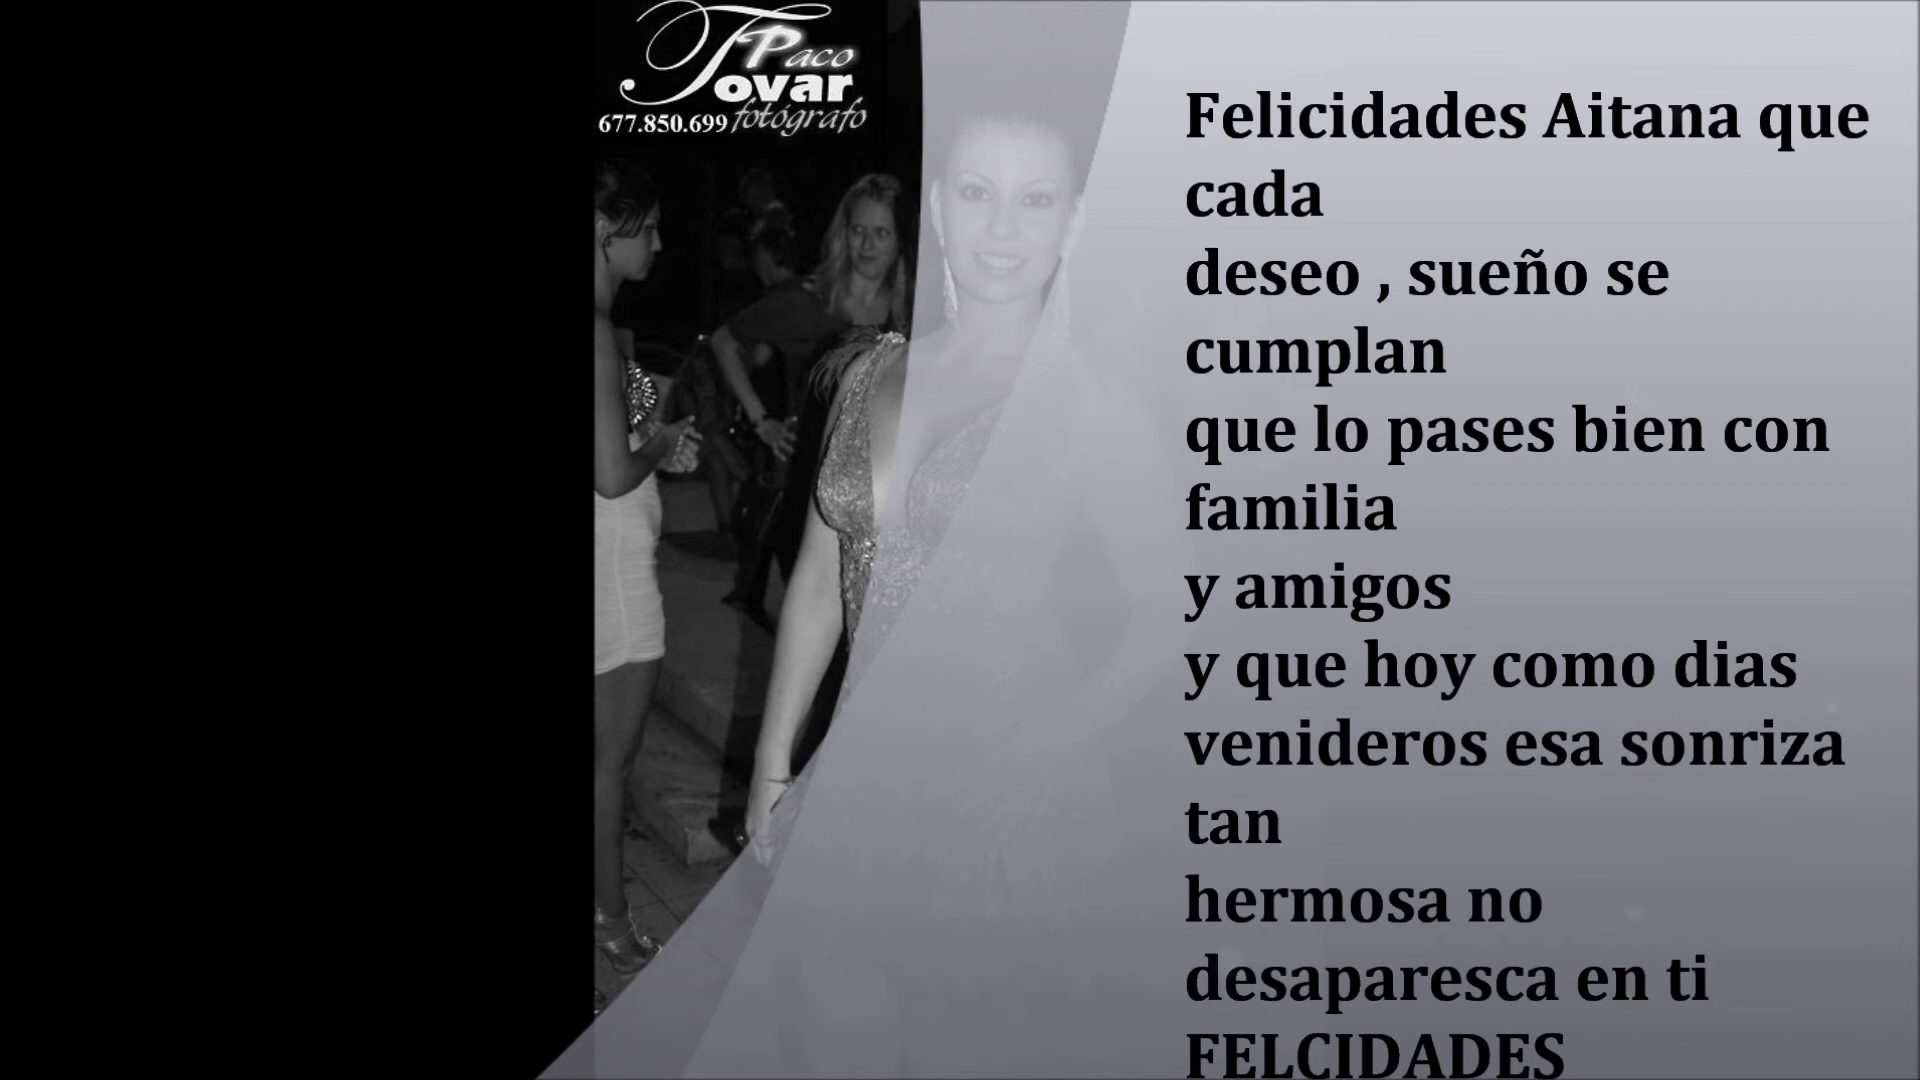 Paco
Tovar
677.850.699 fotógrafo
Felicidades Aitana que
cada
deseo , sueño se
cumplan
que lo pases bien con
familia
y amigos
y que hoy como dias
venideros esa sonriza
tan
hermosa no
desaparesca en ti
FELCIDADES